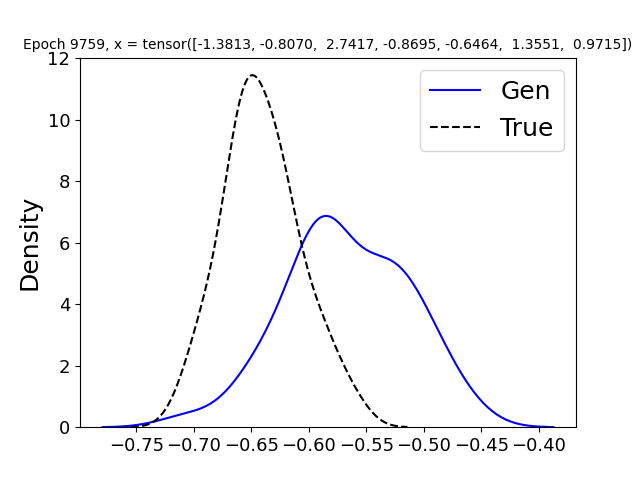 Epoch 9759, x = tensor([-1.3813, -0.8070,  2.7417, -0.8695, -0.6464,  1.3551,  0.9715])
12
10
8
6
4
2
0
Density
Gen
True
−0.75 −0.70 −0.65 −0.60 −0.55 −0.50 −0.45 −0.40